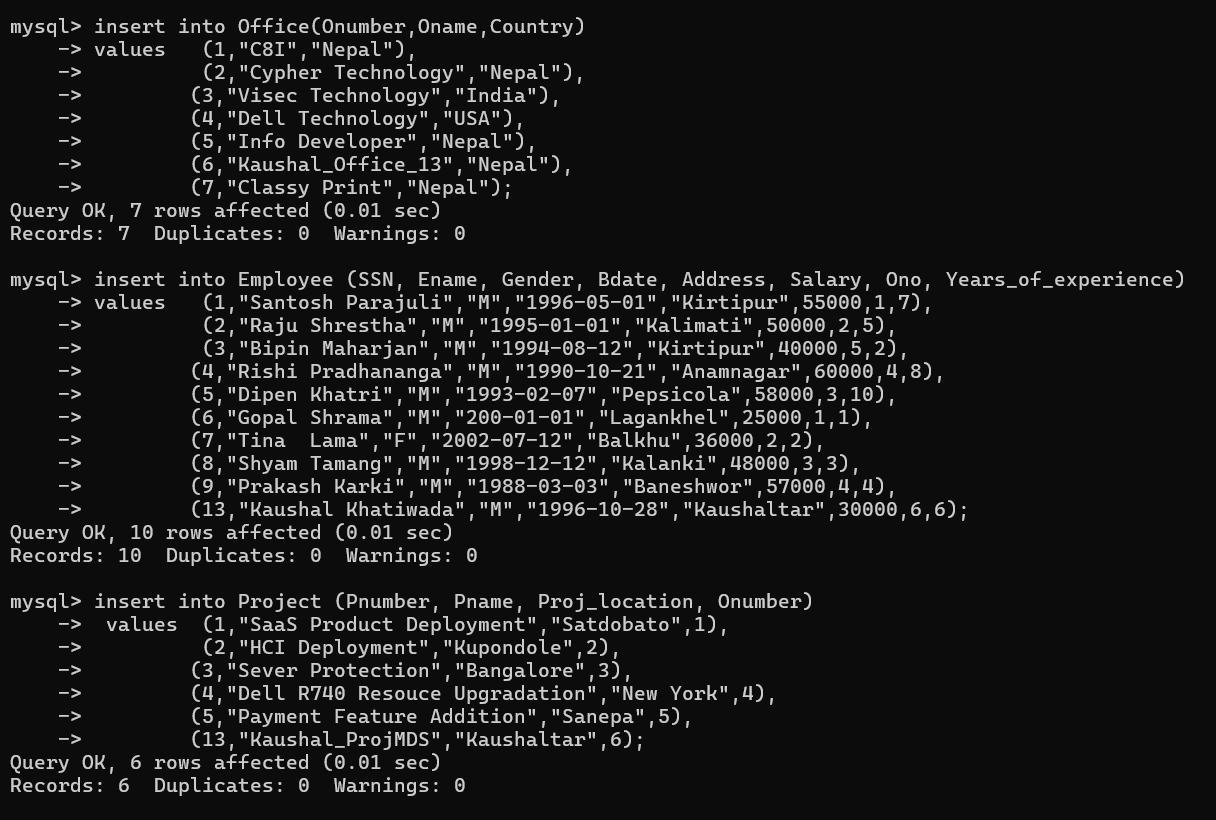 mysql> insert into Office(Onumber,Oname,Country)
    -> values   (1,"C8I","Nepal"),
    ->          (2,"Cypher Technology","Nepal"),
    ->         (3,"Visec Technology","India"),
    ->         (4,"Dell Technology","USA"),
    ->         (5,"Info Developer","Nepal"),
    ->         (6,"Kaushal_Office_13","Nepal"),
    ->         (7,"Classy Print","Nepal");
Query OK, 7 rows affected (0.01 sec)
Records: 7  Duplicates: 0  Warnings: 0

mysql> insert into Employee (SSN, Ename, Gender, Bdate, Address, Salary, Ono, Years_of_experience)
    -> values   (1,"Santosh Parajuli","M","1996-05-01","Kirtipur",55000,1,7),
    ->          (2,"Raju Shrestha","M","1995-01-01","Kalimati",50000,2,5),
    ->          (3,"Bipin Maharjan","M","1994-08-12","Kirtipur",40000,5,2),
    ->         (4,"Rishi Pradhananga","M","1990-10-21","Anamnagar",60000,4,8),
    ->         (5,"Dipen Khatri","M","1993-02-07","Pepsicola",58000,3,10),
    ->         (6,"Gopal Shrama","M","200-01-01","Lagankhel",25000,1,1),
    ->         (7,"Tina  Lama","F","2002-07-12","Balkhu",36000,2,2),
    ->         (8,"Shyam Tamang","M","1998-12-12","Kalanki",48000,3,3),
    ->         (9,"Prakash Karki","M","1988-03-03","Baneshwor",57000,4,4),
    ->         (13,"Kaushal Khatiwada","M","1996-10-28","Kaushaltar",30000,6,6);
Query OK, 10 rows affected (0.01 sec)
Records: 10  Duplicates: 0  Warnings: 0

mysql> insert into Project (Pnumber, Pname, Proj_location, Onumber)
    ->  values  (1,"SaaS Product Deployment","Satdobato",1),
    ->          (2,"HCI Deployment","Kupondole",2),
    ->         (3,"Sever Protection","Bangalore",3),
    ->         (4,"Dell R740 Resouce Upgradation","New York",4),
    ->         (5,"Payment Feature Addition","Sanepa",5),
    ->         (13,"Kaushal_ProjMDS","Kaushaltar",6);
Query OK, 6 rows affected (0.01 sec)
Records: 6  Duplicates: 0  Warnings: 0